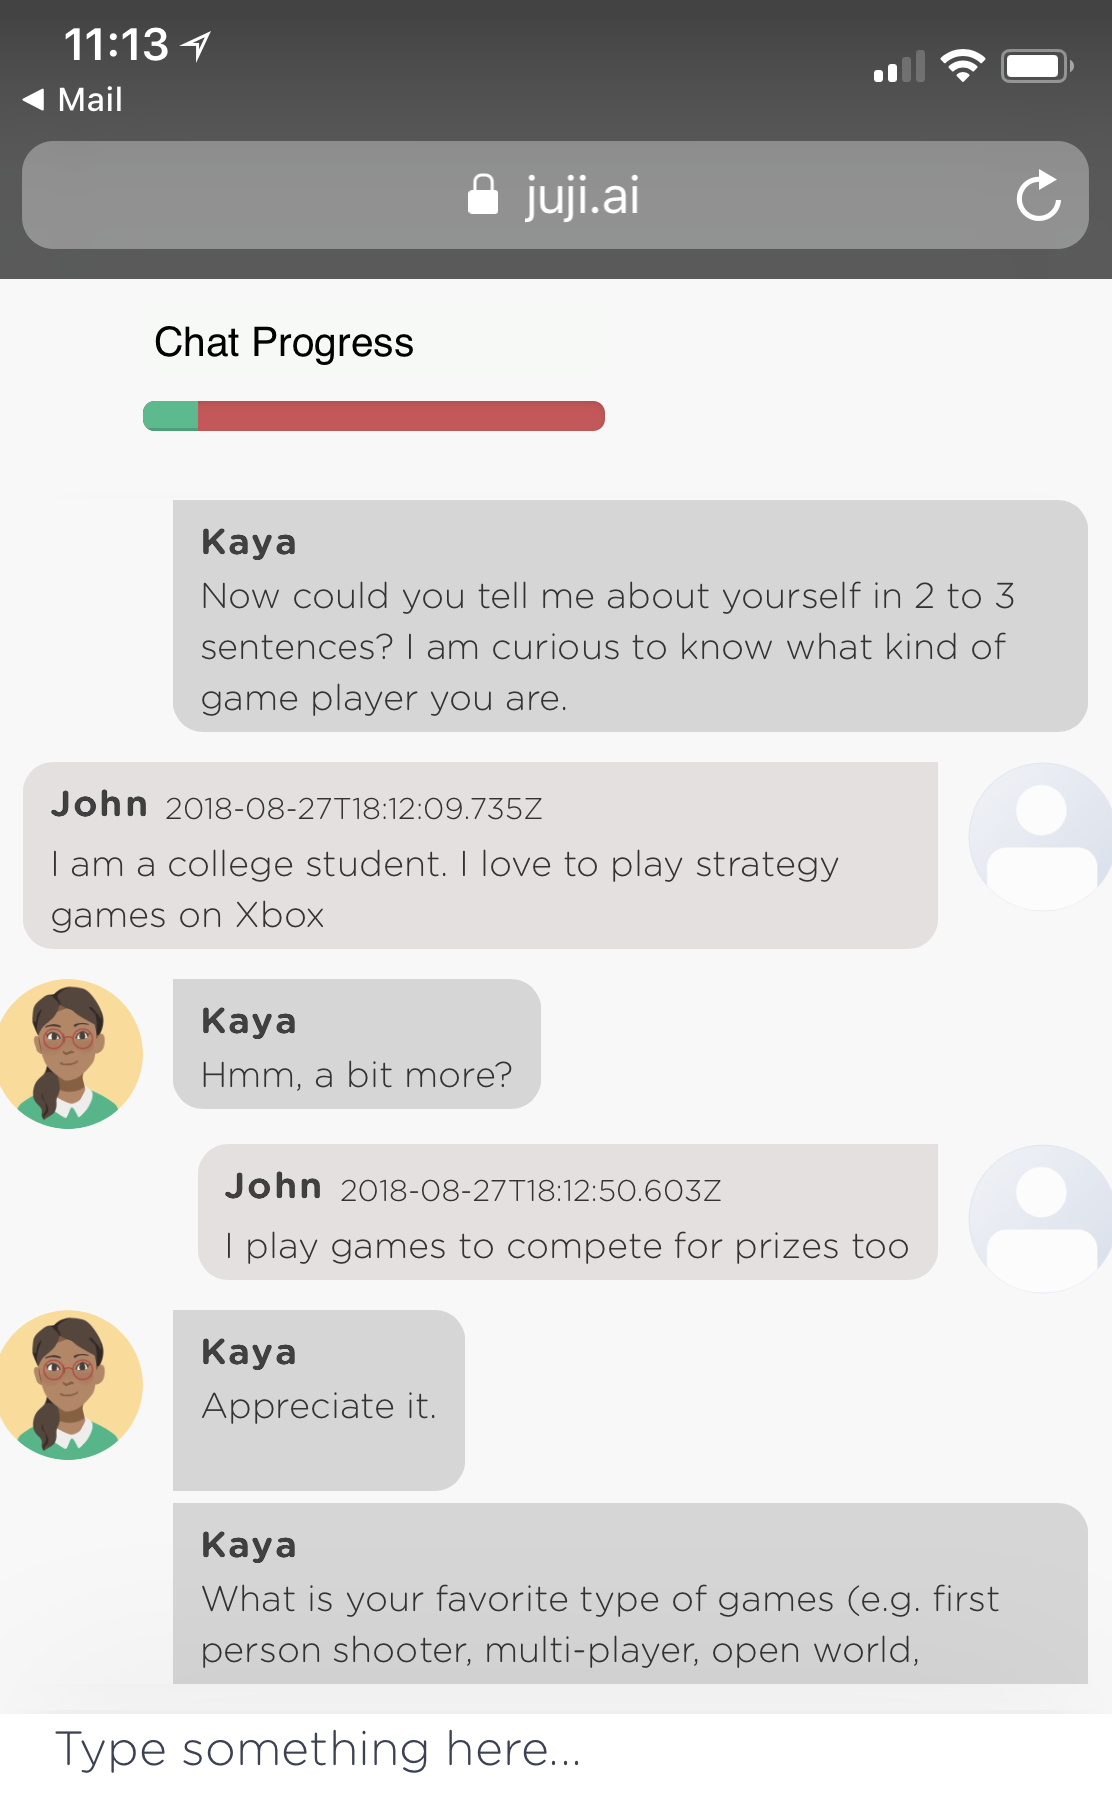 11:13
Mail
juji.ai
Chat Progress
Kaya
Now could you tell me about yourself in 2 to 3
sentences? I am curious to know what kind of
game player you are.
John 2018-08-27T18:12:09.735Z
I am a college student. I love to play strategy
games on Xbox
Kaya
Hmm, a bit more?
John 2018-08-27T18:12:50.603Z
I play games to compete for prizes too
Kaya
Appreciate it.
Kaya
What is your favorite type of games (e.g. first
person shooter, multi-player, open world,
Type something here...